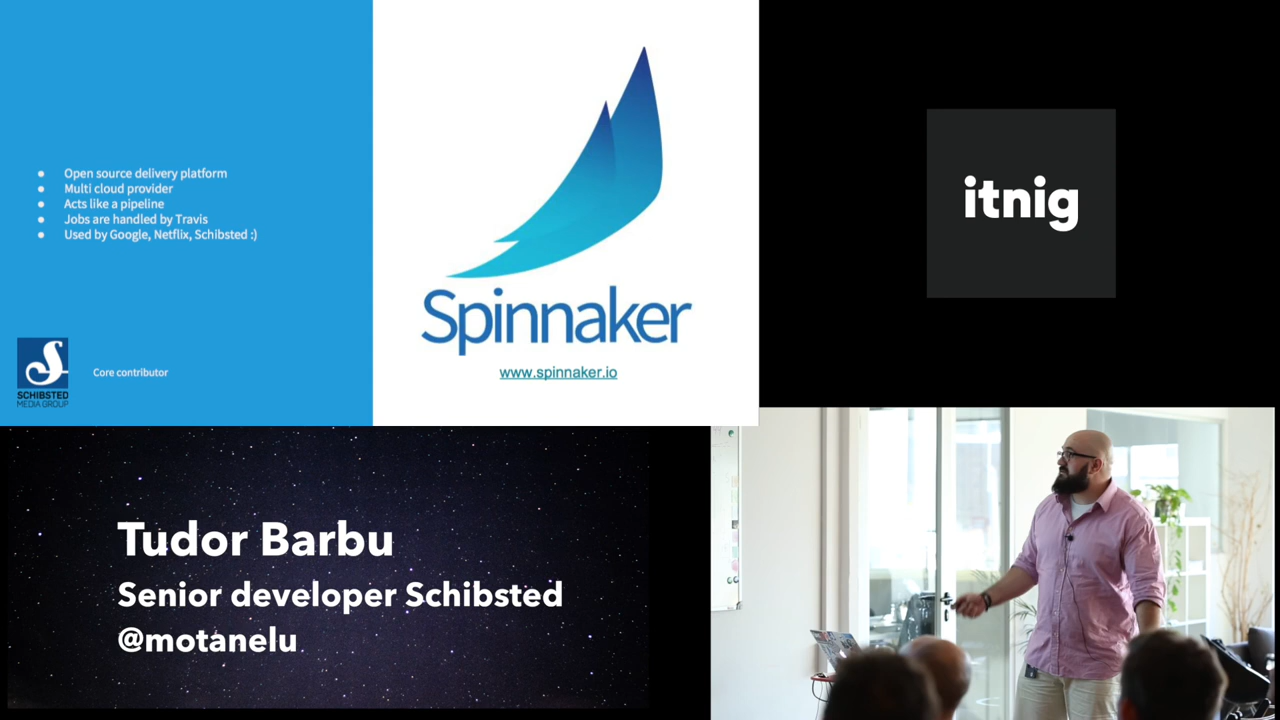 Open source delivery platform
Multi cloud provider
Acts like a pipeline
Jobs are handled by Travis
Used by Google, Netflix, Schibsted :)
SCHIBSTED
MEDIA GROUP
Core contributor
Spinnaker
www.spinnaker.io
itnig
Tudor Barbu
Senior developer Schibsted
@motanelu